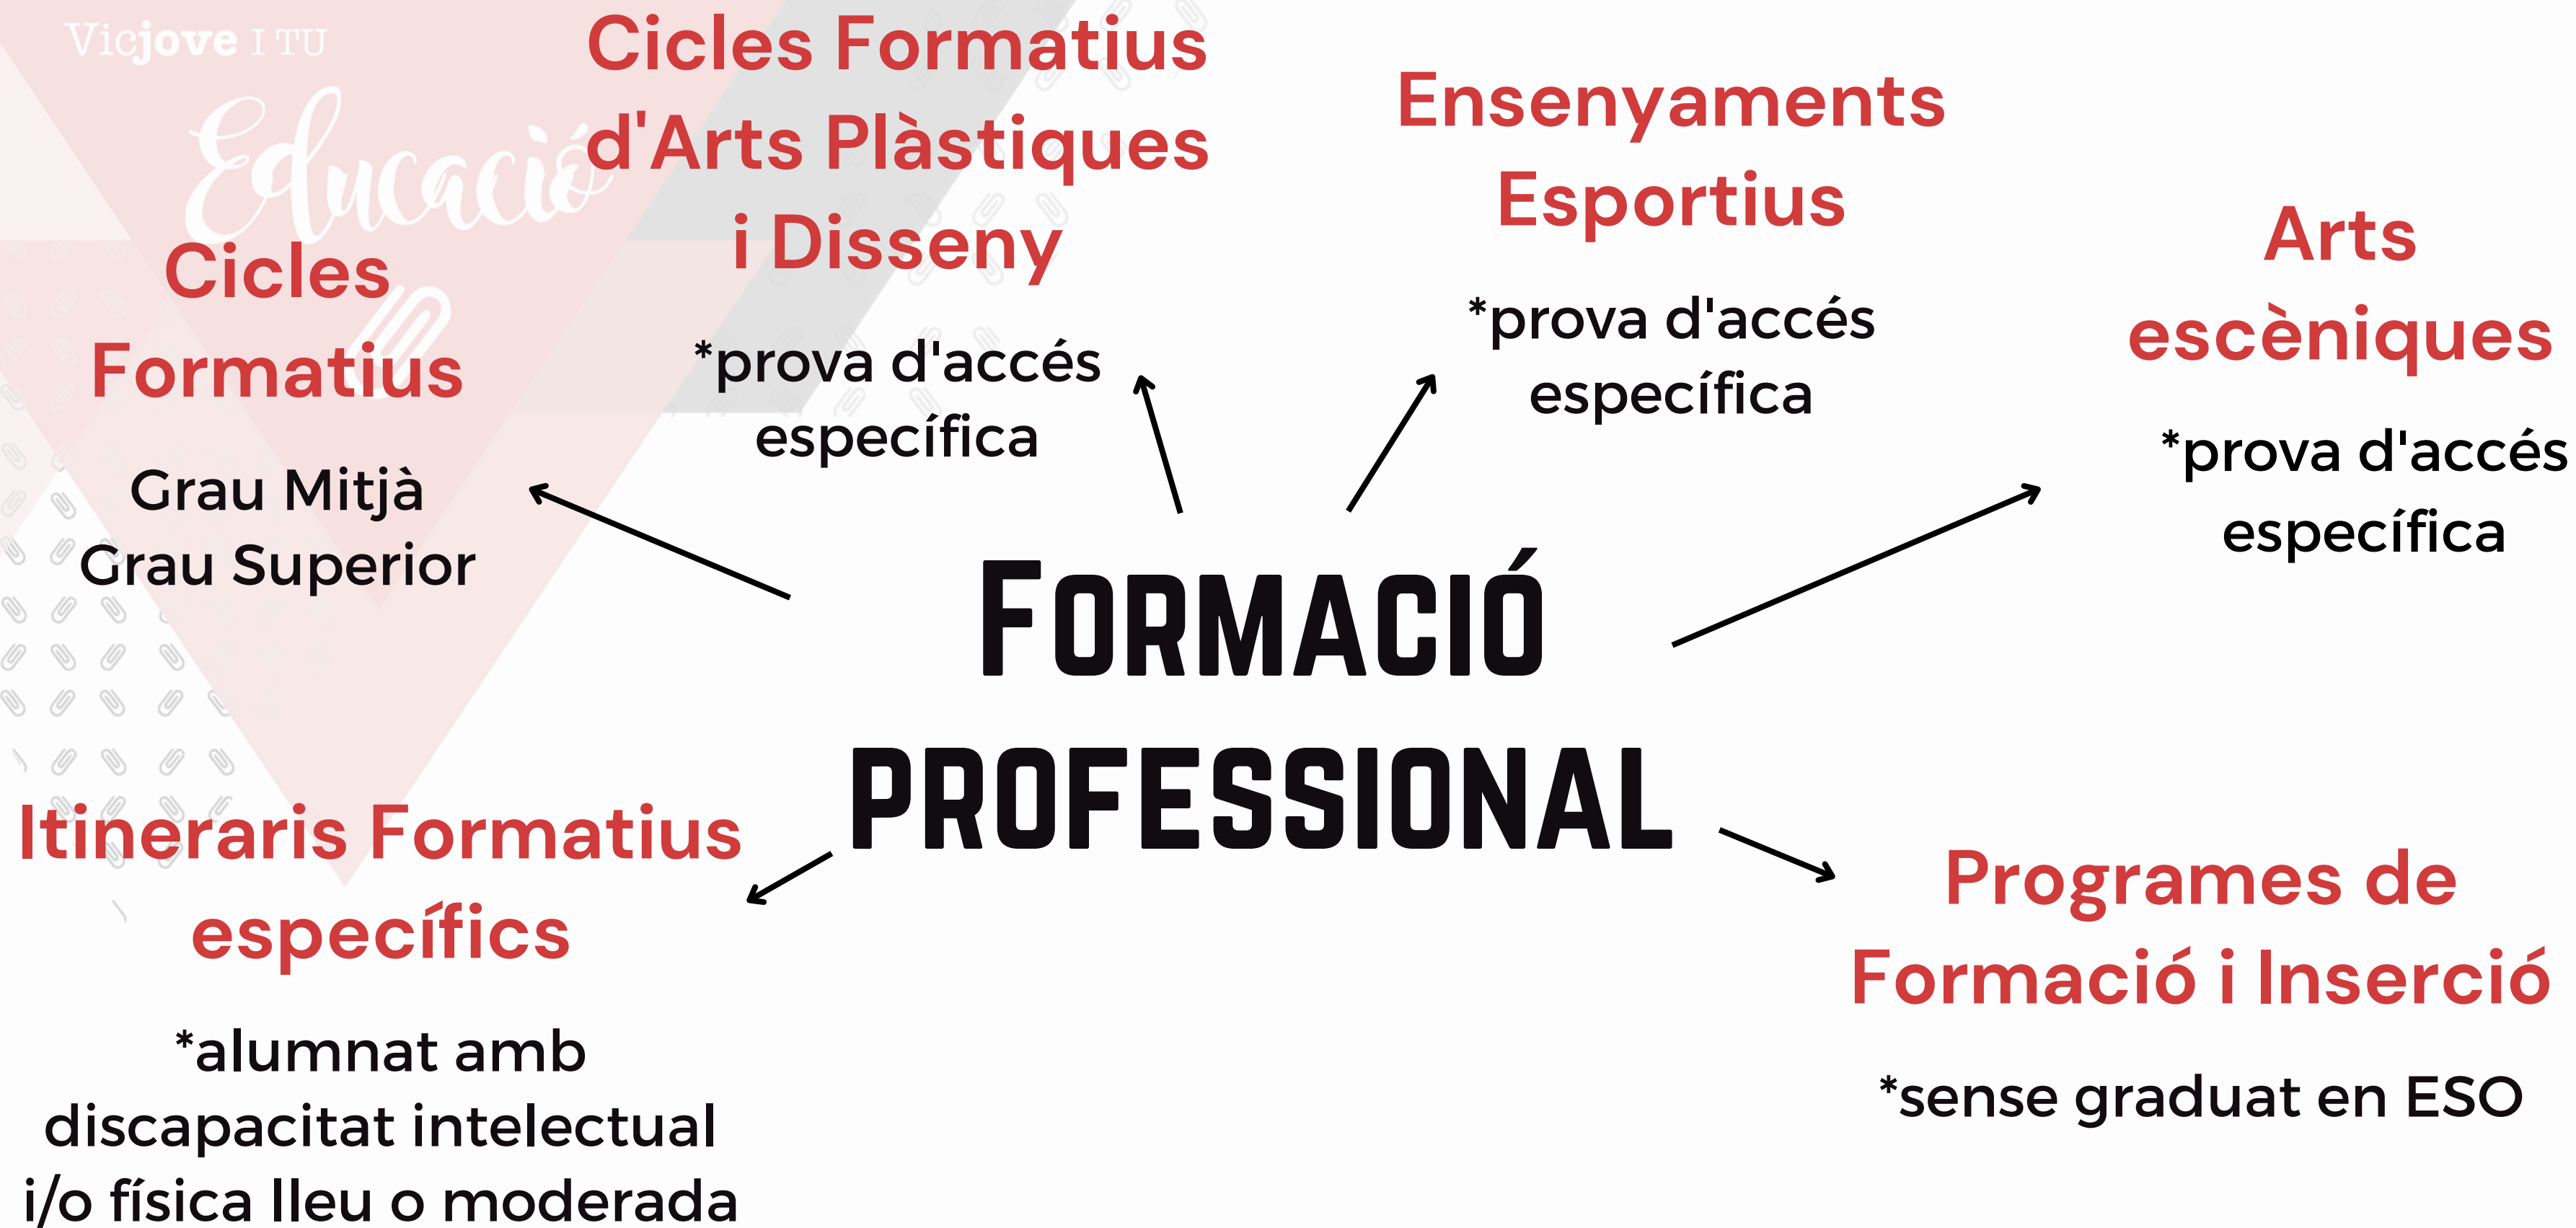 Vicjove I TU
Educació
Cicles
Formatius
Grau Mitjà
Grau Superior
Cicles Formatius
d'Arts Plàstiques
i Disseny
*prova d'accés
específica
Ensenyaments
Esportius
*prova d'accés
específica
Arts
escèniques
*prova d'accés
específica
FORMACIÓ
PROFESSIONAL
Itineraris Formatius
específics
*alumnat amb
discapacitat intelectual
i/o física lleu o moderada
Programes de
Formació i Inserció
*sense graduat en ESO